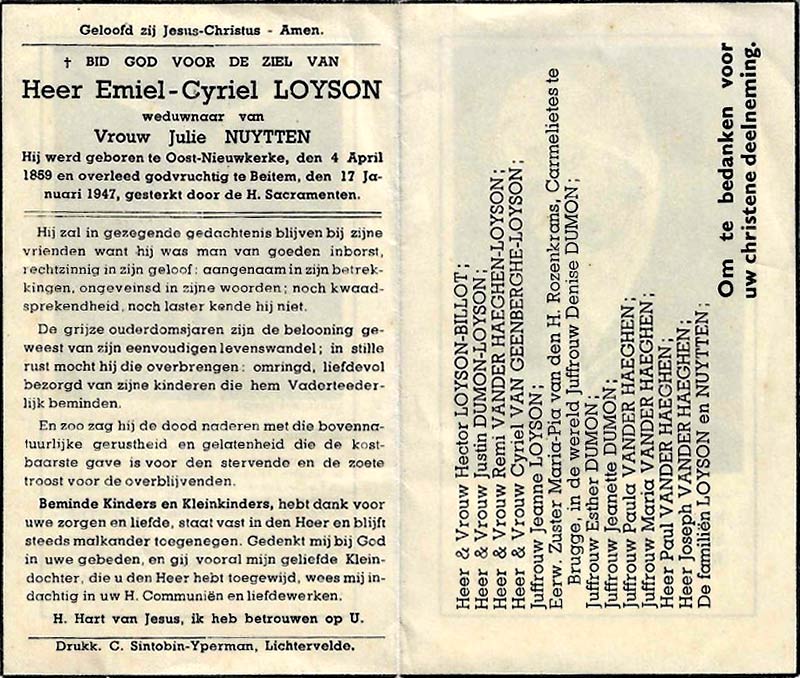 Geloofd zij Jesus-Christus - Amen.
† BID GOD VOOR DE ZIEL VAN
Heer Emiel-Cyriel LOYSON
weduwnaar van
Vrouw Julie NUYTTEN
Hij werd geboren te Oost-Nieuwkerke, den 4 April
1859 en overleed godvruchtig te Beitem, den 17 Ja-
nuari 1947, gesterkt door de H. Sacramenten.
Hij zal in gezegende gedachtenis blijven bij zijne
vrienden want hij was man van goeden inborst,
rechtzinnig in zijn geloof: aangenaam in zijn betrek-
kingen, ongeveinsd in zijne woorden; noch kwaad-
sprekendheid, noch laster kende hij niet.
De grijze ouderdomsjaren zijn de belooning ge-
weest van zijn eenvoudigen levenswandel; in stille
rust mocht hij die overbrengen: omringd, liefdevol
bezorgd van zijne kinderen die hem Vaderteeder-
lijk beminden.
En zoo zag hij de dood naderen met die bovenna-
tuurlijke gerustheid en gelatenheid die de kost-
baarste gave is voor den stervende en de zoete
troost voor de overblijvenden.
Beminde Kinders en Kleinkinders, hebt dank voor
uwe zorgen en liefde, staat vast in den Heer en blijft
steeds malkander toegenegen. Gedenkt mij bij God
in uwe gebeden, en gij vooral mijn geliefde Klein-
dochter, die u den Heer hebt toegewijd, wees mij in-
dachtig in uw H. Communiën en liefdewerken.
H. Hart van Jesus, ik heb betrouwen op U.
Drukk. C. Sintobin-Yperman, Lichtervelde.
Heer & Vrouw Hector LOYSON-BILLOT;
Heer & Vrouw Justin DUMON-LOYSON;
Heer & Vrouw Remi VANDER HAEGHEN-LOYSON;
Heer & Vrouw Cyriel VAN GEENBERGHE-LOYSON;
Juffrouw Jeanne LOYSON;
Eerw. Zuster Maria-Pia van den H. Rozenkrans, Carmelietes te
Brugge, in de wereld Juffrouw Denise DUMON;
Juffrouw Esther DUMON;
Juffrouw Jeanette DUMON;
Juffrouw Paula VANDER HAEGHEN;
Juffrouw Maria VANDER HAEGHEN;
Heer Paul VANDER HAEGHEN;
Heer Joseph VANDER HAEGHEN;
De familiën LOYSON en NUYTTEN;
Om te bedanken voor
uw christene deelneming.